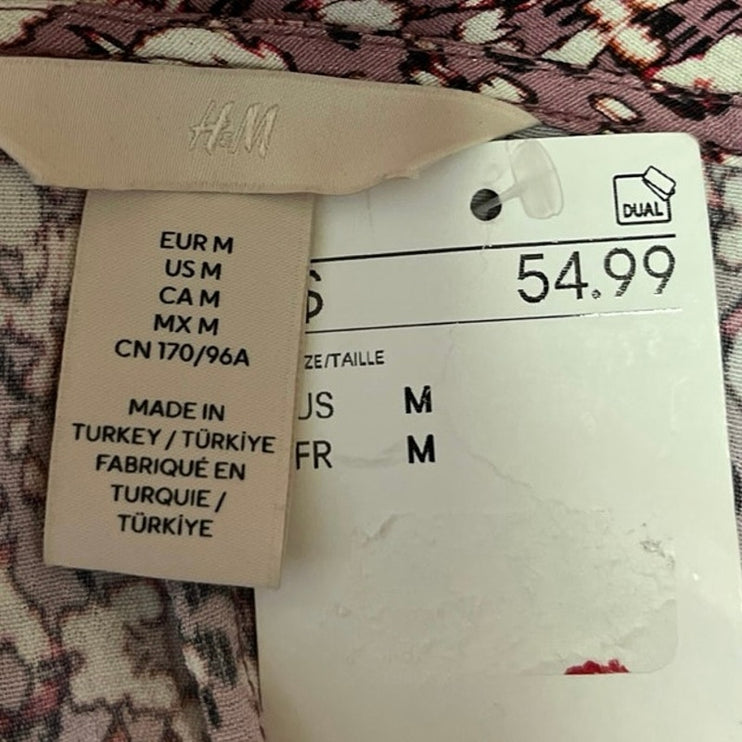 H&M
EUR M
US M
CA M
MX M
CN 170/96A
MADE IN
TURKEY / TÜRKİYE
FABRIQUÉ EN
TURQUIE /
TÜRKİYE
DUAL
$ 54.99
ZE/TAILLE
US M
FR M